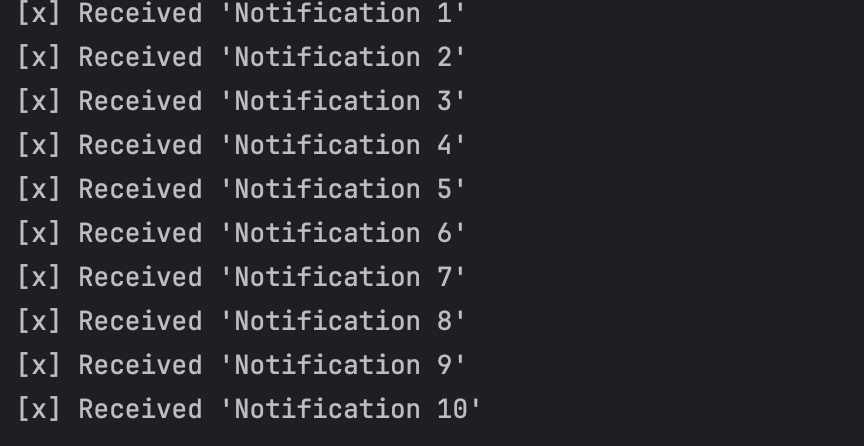 [x] Received 'Notification 1'
[x] Received 'Notification 2'
[x] Received 'Notification 3'
[x] Received 'Notification 4'
[x] Received 'Notification 5'
[x] Received 'Notification 6'
[x] Received 'Notification 7'
[x] Received 'Notification 8'
[x] Received 'Notification 9'
[x] Received 'Notification 10'